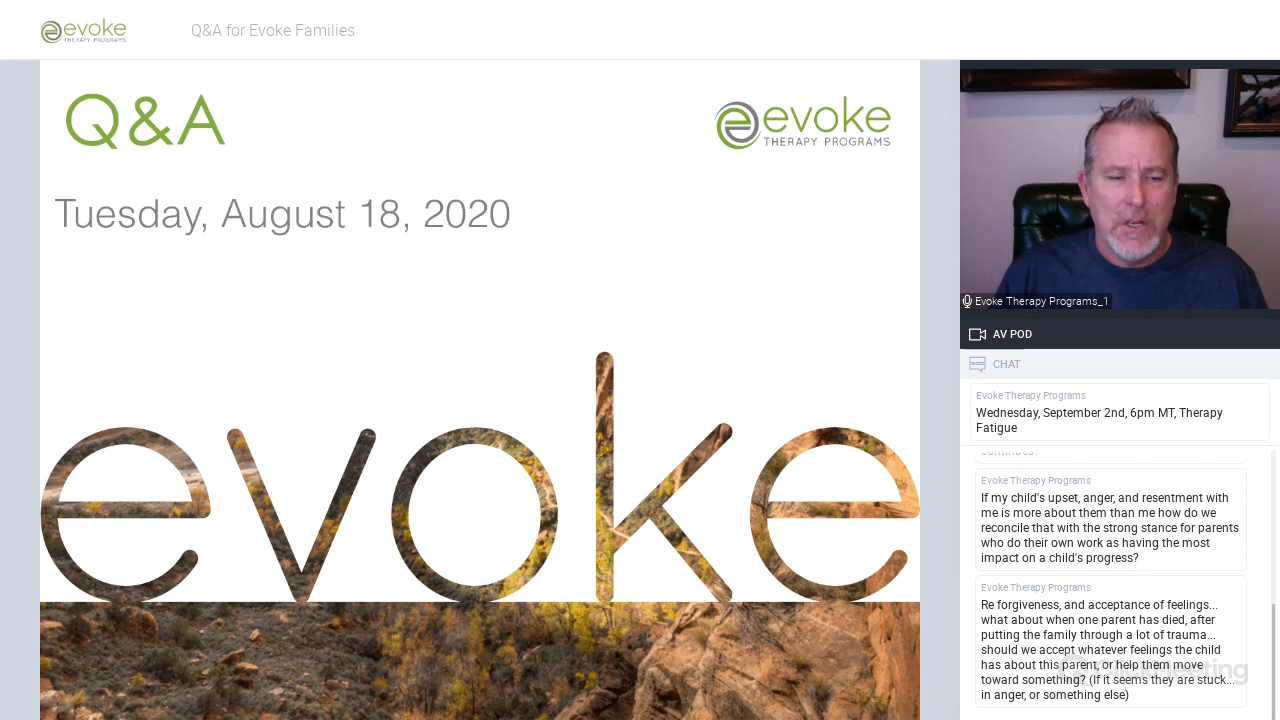 evoke
THERAPY PROGRAMS
Q&A for Evoke Families
Q&A
evoke
THERAPY PROGRAMS
Tuesday, August 18, 2020
evoke
Evoke Therapy Programs_1
AV POD
CHAT
Evoke Therapy Programs
Wednesday, September 2nd, 6pm MT, Therapy
Fatigue
continues?
Evoke Therapy Programs
If my child's upset, anger, and resentment with
me is more about them than me how do we
reconcile that with the strong stance for parents
who do their own work as having the most
impact on a child's progress?
Evoke Therapy Programs
Re forgiveness, and acceptance of feelings...
what about when one parent has died, after
putting the family through a lot of trauma...
should we accept whatever feelings the child
has about this parent, or help them move
toward something? (If it seems they are stuck...
in anger, or something else)
ClickMeeting